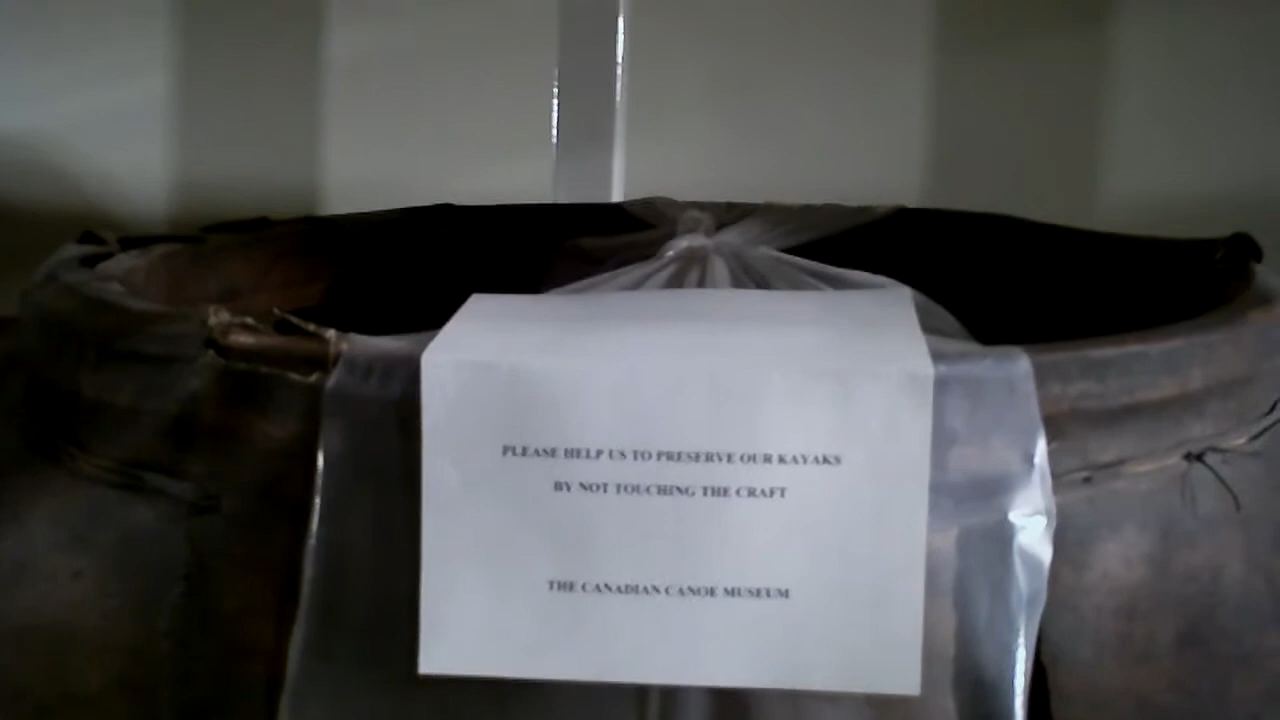 PLEASE HELP US TO PRESERVE OUR KAYAKS
BY NOT TOUCHING THE CRAFT
THE CANADIAN CANOE MUSEUM